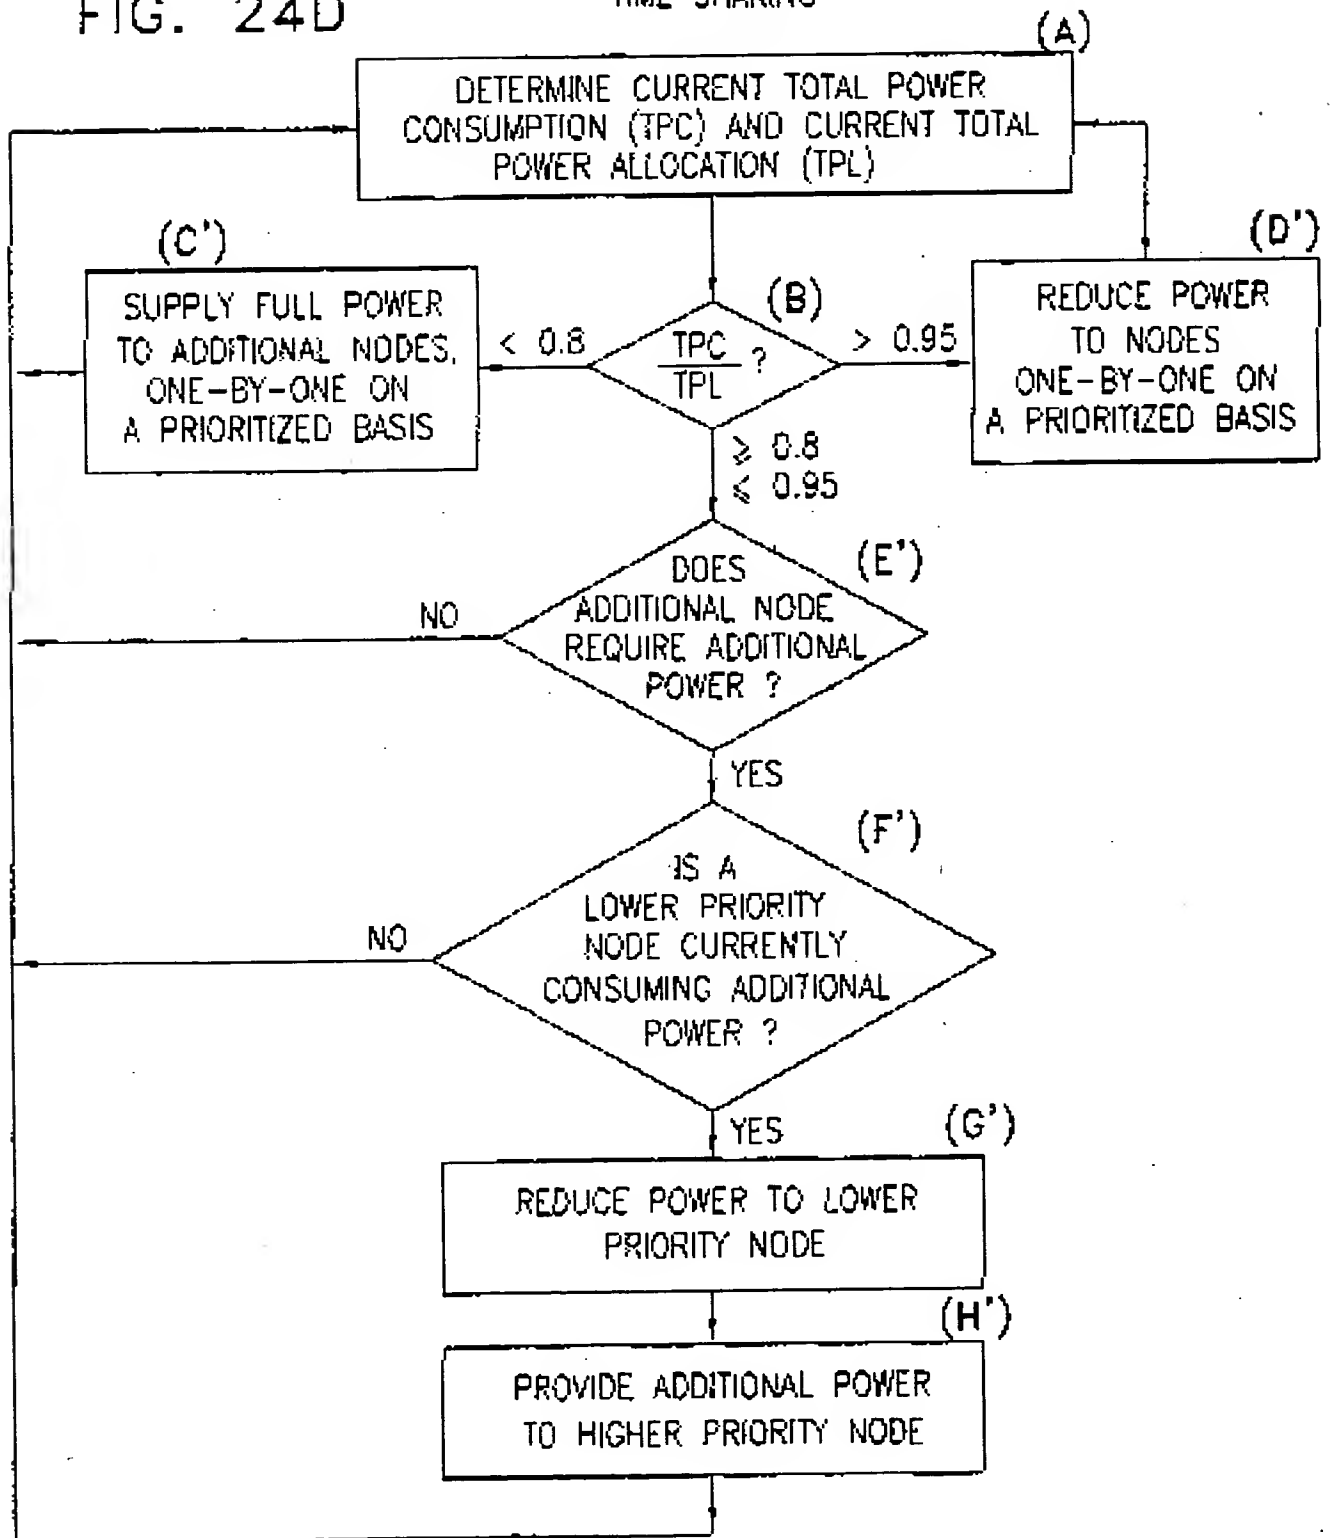 FIG. 24D
TIME SHARING
(A)
DETERMINE CURRENT TOTAL POWER
CONSUMPTION (TPC) AND CURRENT TOTAL
POWER ALLOCATION (TPL)
(C')
SUPPLY FULL POWER
TO ADDITIONAL NODES,
ONE-BY-ONE ON
A PRIORITIZED BASIS
< 0.8
(B)
TPC
TPL
?
> 0.95
(D')
REDUCE POWER
TO NODES
ONE-BY-ONE ON
A PRIORITIZED BASIS
⩾ 0.8
⩽ 0.95
(E')
DOES
ADDITIONAL NODE
REQUIRE ADDITIONAL
POWER ?
NO
YES
(F')
IS A
LOWER PRIORITY
NODE CURRENTLY
CONSUMING ADDITIONAL
POWER ?
NO
YES
(G')
REDUCE POWER TO LOWER
PRIORITY NODE
(H')
PROVIDE ADDITIONAL POWER
TO HIGHER PRIORITY NODE